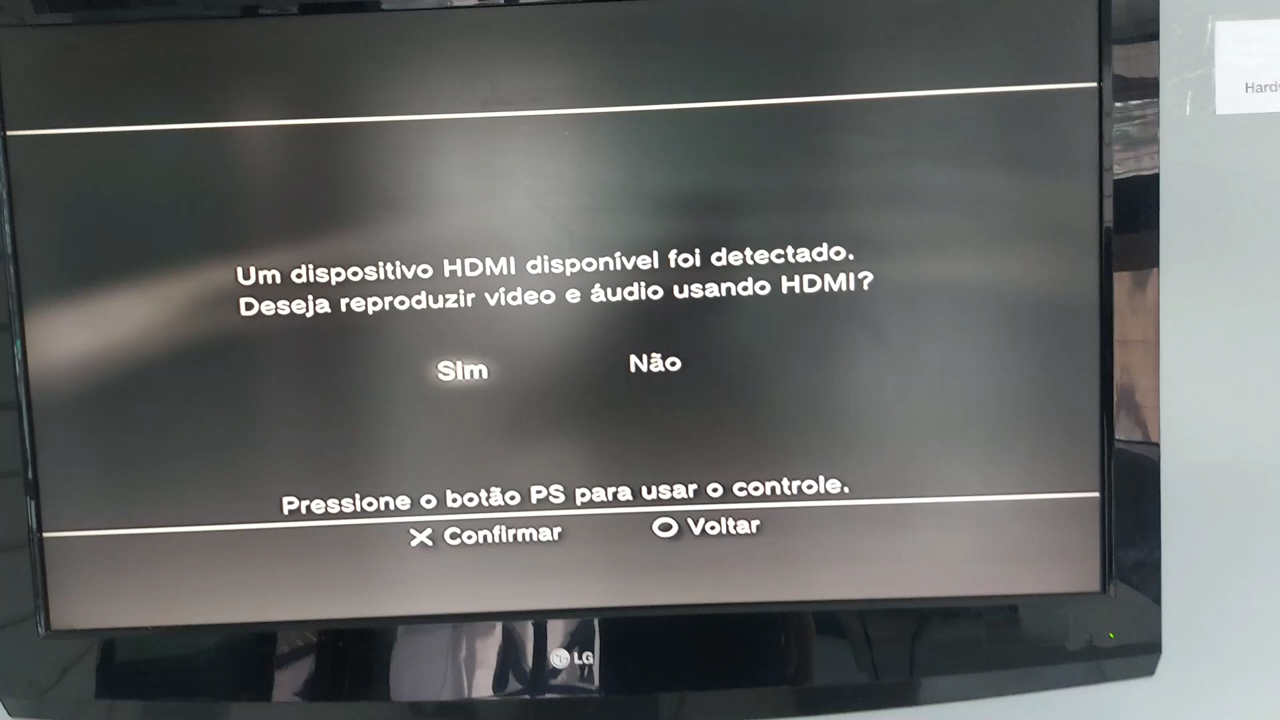 Um dispositivo HDMI disponível foi detectado.
Deseja reproduzir vídeo e áudio usando HDMI?
Sim Não
Pressione o botão PS para usar o controle.
Confirmar Voltar
LG